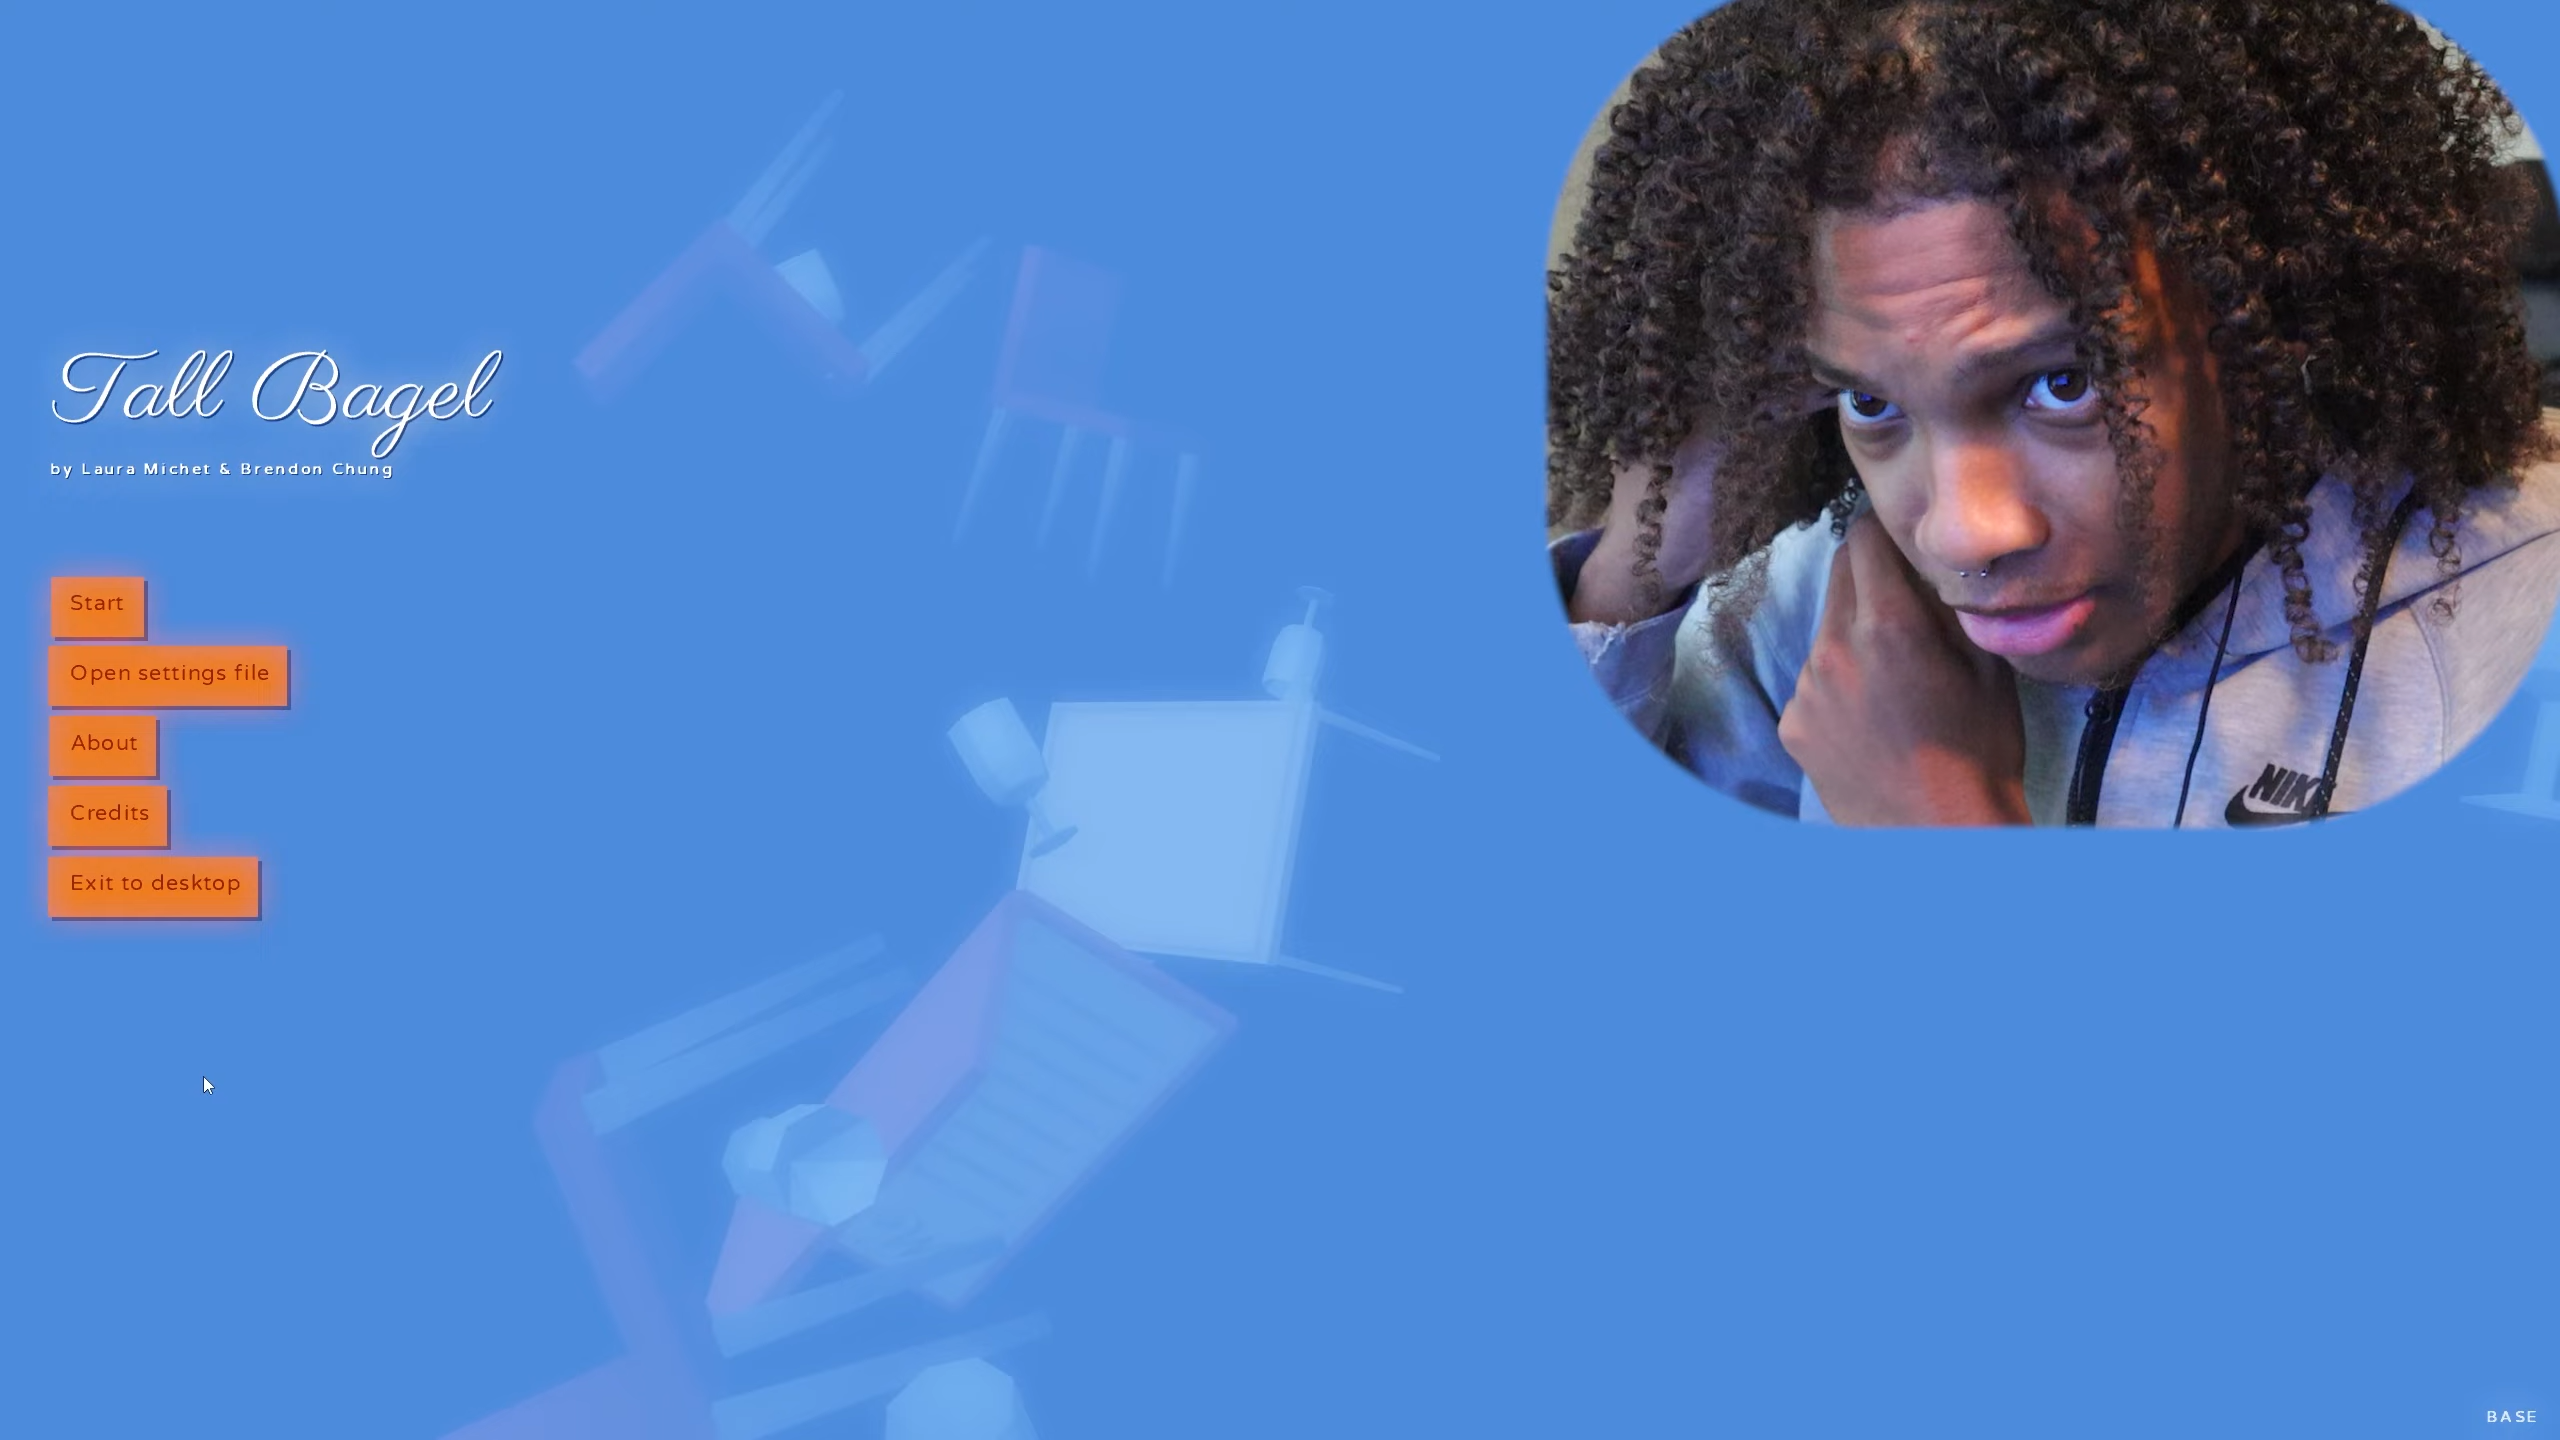 Tall Bagel
by Laura Michet & Brendon Chung
Start
Open settings file
About
Credits
Exit to desktop
NIKE
BASE